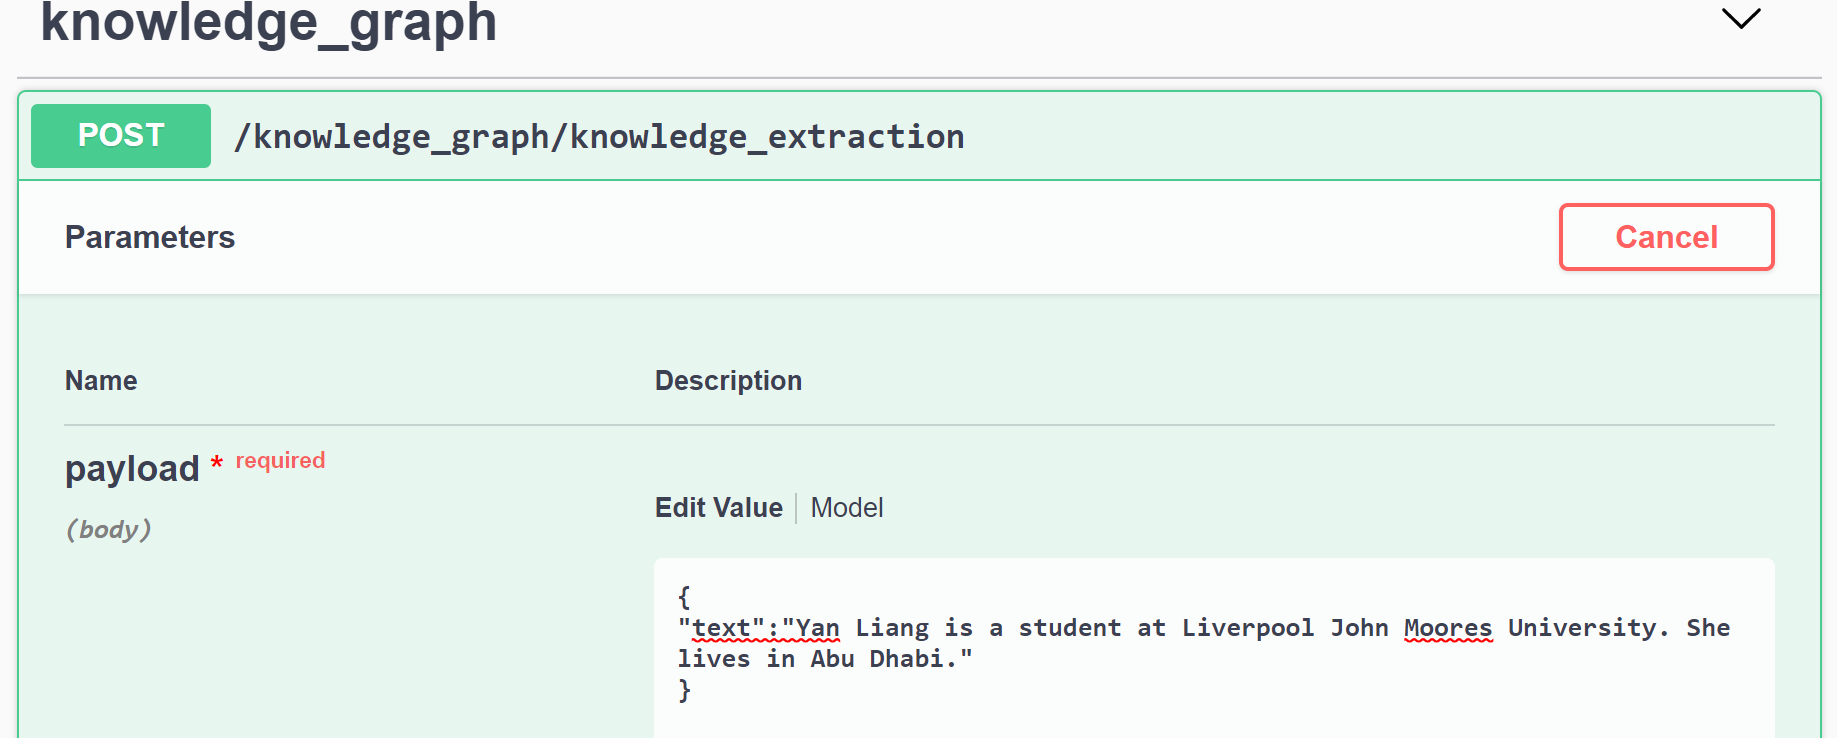 knowledge_graph
POST /knowledge_graph/knowledge_extraction
Parameters
Cancel
Name Description
payload * required
(body)
Edit Value Model
{
"text":"Yan Liang is a student at Liverpool John Moores University. She
lives in Abu Dhabi."
}